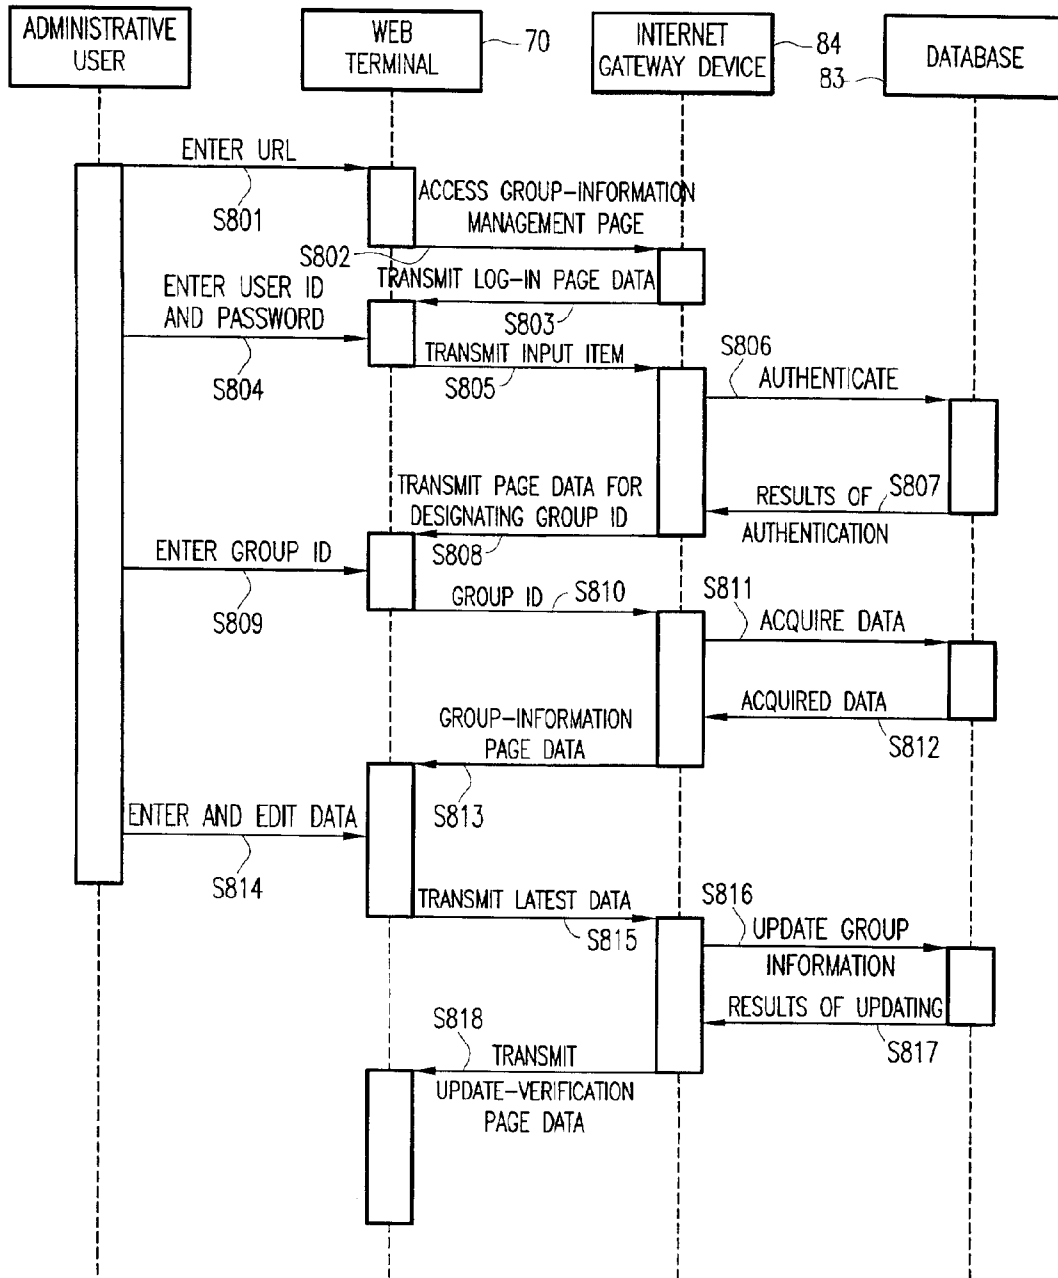 ADMINISTRATIVE
USER
WEB
TERMINAL
70
INTERNET
GATEWAY DEVICE
84
83
DATABASE
ENTER URL
S801
ACCESS GROUP-INFORMATION
MANAGEMENT PAGE
S802
TRANSMIT LOG-IN PAGE DATA
S803
ENTER USER ID
AND PASSWORD
S804
TRANSMIT INPUT ITEM
S805
S806
AUTHENTICATE
RESULTS OF
AUTHENTICATION
S807
TRANSMIT PAGE DATA FOR
DESIGNATING GROUP ID
S808
ENTER GROUP ID
S809
GROUP ID
S810
S811
ACQUIRE DATA
ACQUIRED DATA
S812
GROUP-INFORMATION
PAGE DATA
S813
ENTER AND EDIT DATA
S814
TRANSMIT LATEST DATA
S815
S816
UPDATE GROUP
INFORMATION
RESULTS OF UPDATING
S817
S818
TRANSMIT
UPDATE-VERIFICATION
PAGE DATA